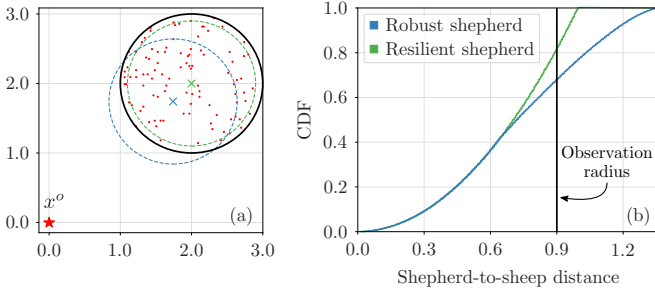 3.0
2.0
1.0
0.0
x^o
(a)
0.0
1.0
2.0
3.0
1.0
0.8
0.6
0.4
0.2
0.0
CDF
Robust shepherd
Resilient shepherd
Observation
radius
(b)
0.0
0.3
0.6
0.9
1.2
Shepherd-to-sheep distance